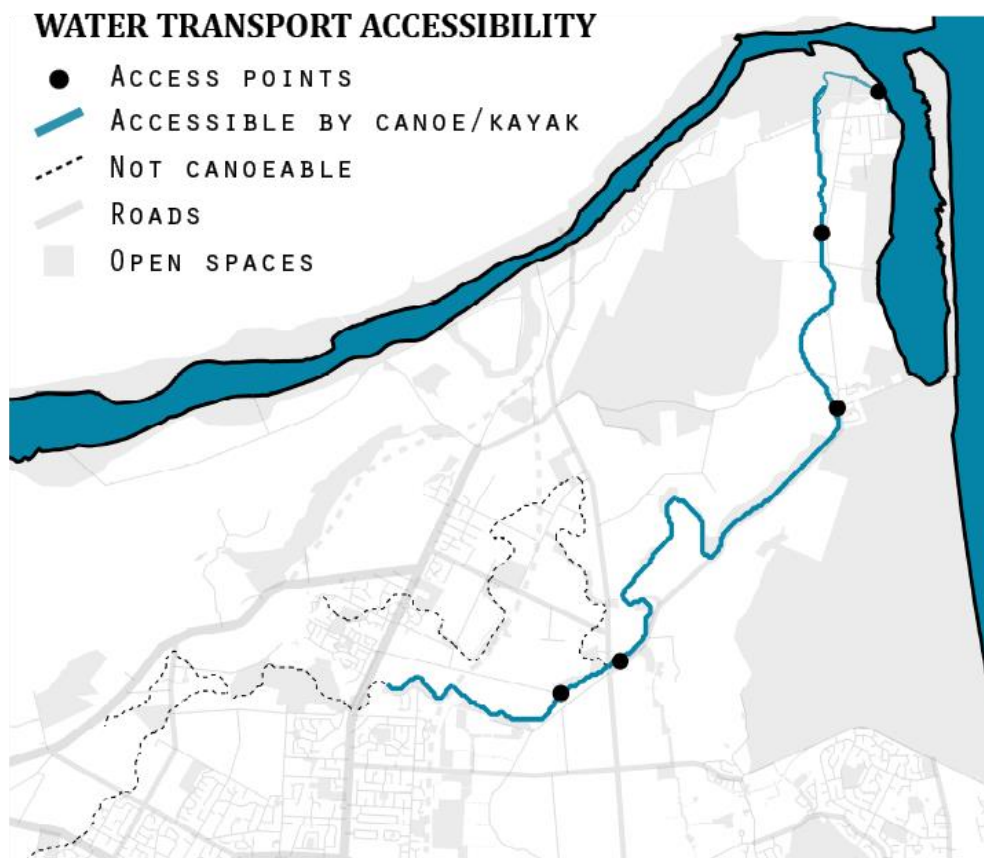 WATER TRANSPORT ACCESSIBILITY
ACCESS POINTS
ACCESSIBLE BY CANOE/KAYAK
NOT CANOEABLE
ROADS
OPEN SPACES